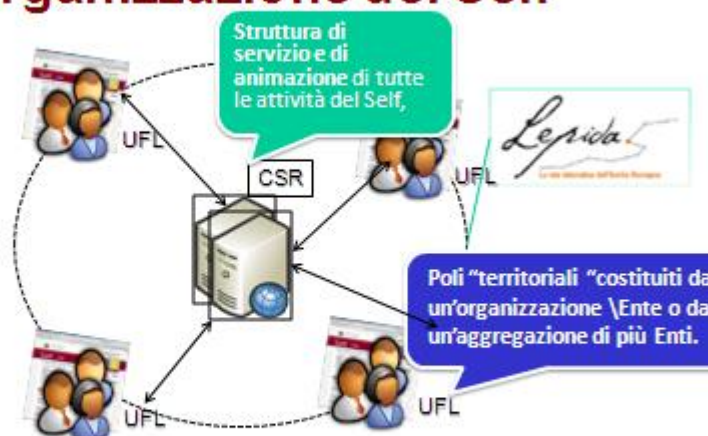 Struttura di
servizio e di
animazione di tutte
le attività del Self,
UFL
UFL
CSR
Lepida
Poli “territoriali “costituiti da
un’organizzazione \Ente o da
un’aggregazione di più Enti.
UFL
UFL